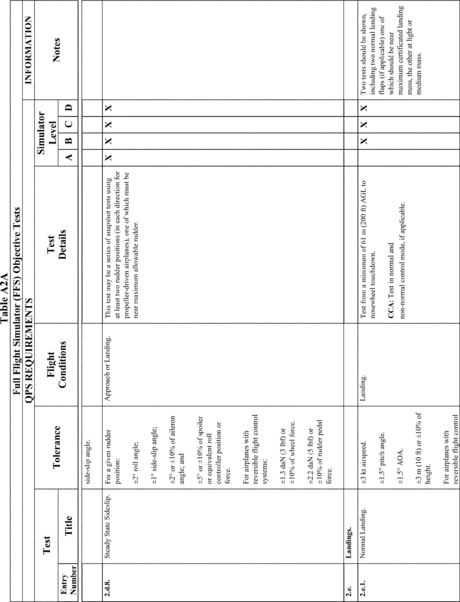 Table A2A
Full Flight Simulator (FFS) Objective Tests
QPS REQUIREMENTS
INFORMATION
Test
Tolerance
Flight
Conditions
Test
Details
Simulator
Level
Notes
Entry
Number
Title
A
B
C
D
side-slip angle.
2.d.8.
Steady State Sideslip.
For a given rudder
position:
±2° roll angle;
±1° side-slip angle;
±2° or ±10% of aileron
angle; and
±5° or ±10% of spoiler
or equivalent roll
controller position or
force.
For airplanes with
reversible flight control
systems:
±1.3 daN (3 lbf) or
±10% of wheel force.
±2.2 daN (5 lbf) or
±10% of rudder pedal
force.
Approach or Landing.
This test may be a series of snapshot tests using
at least two rudder positions (in each direction for
propeller-driven airplanes), one of which must be
near maximum allowable rudder.
X
X
X
X
2.e.
Landings.
2.e.1.
Normal Landing.
±3 kt airspeed.
±1.5° pitch angle.
±1.5° AOA.
±3 m (10 ft) or ±10% of
height.
For airplanes with
reversible flight control
Landing.
Test from a minimum of 61 m (200 ft) AGL to
nosewheel touchdown.
CCA: Test in normal and
non-normal control mode, if applicable.
X
X
X
Two tests should be shown,
including two normal landing
flaps (if applicable) one of
which should be near
maximum certificated landing
mass, the other at light or
medium mass.